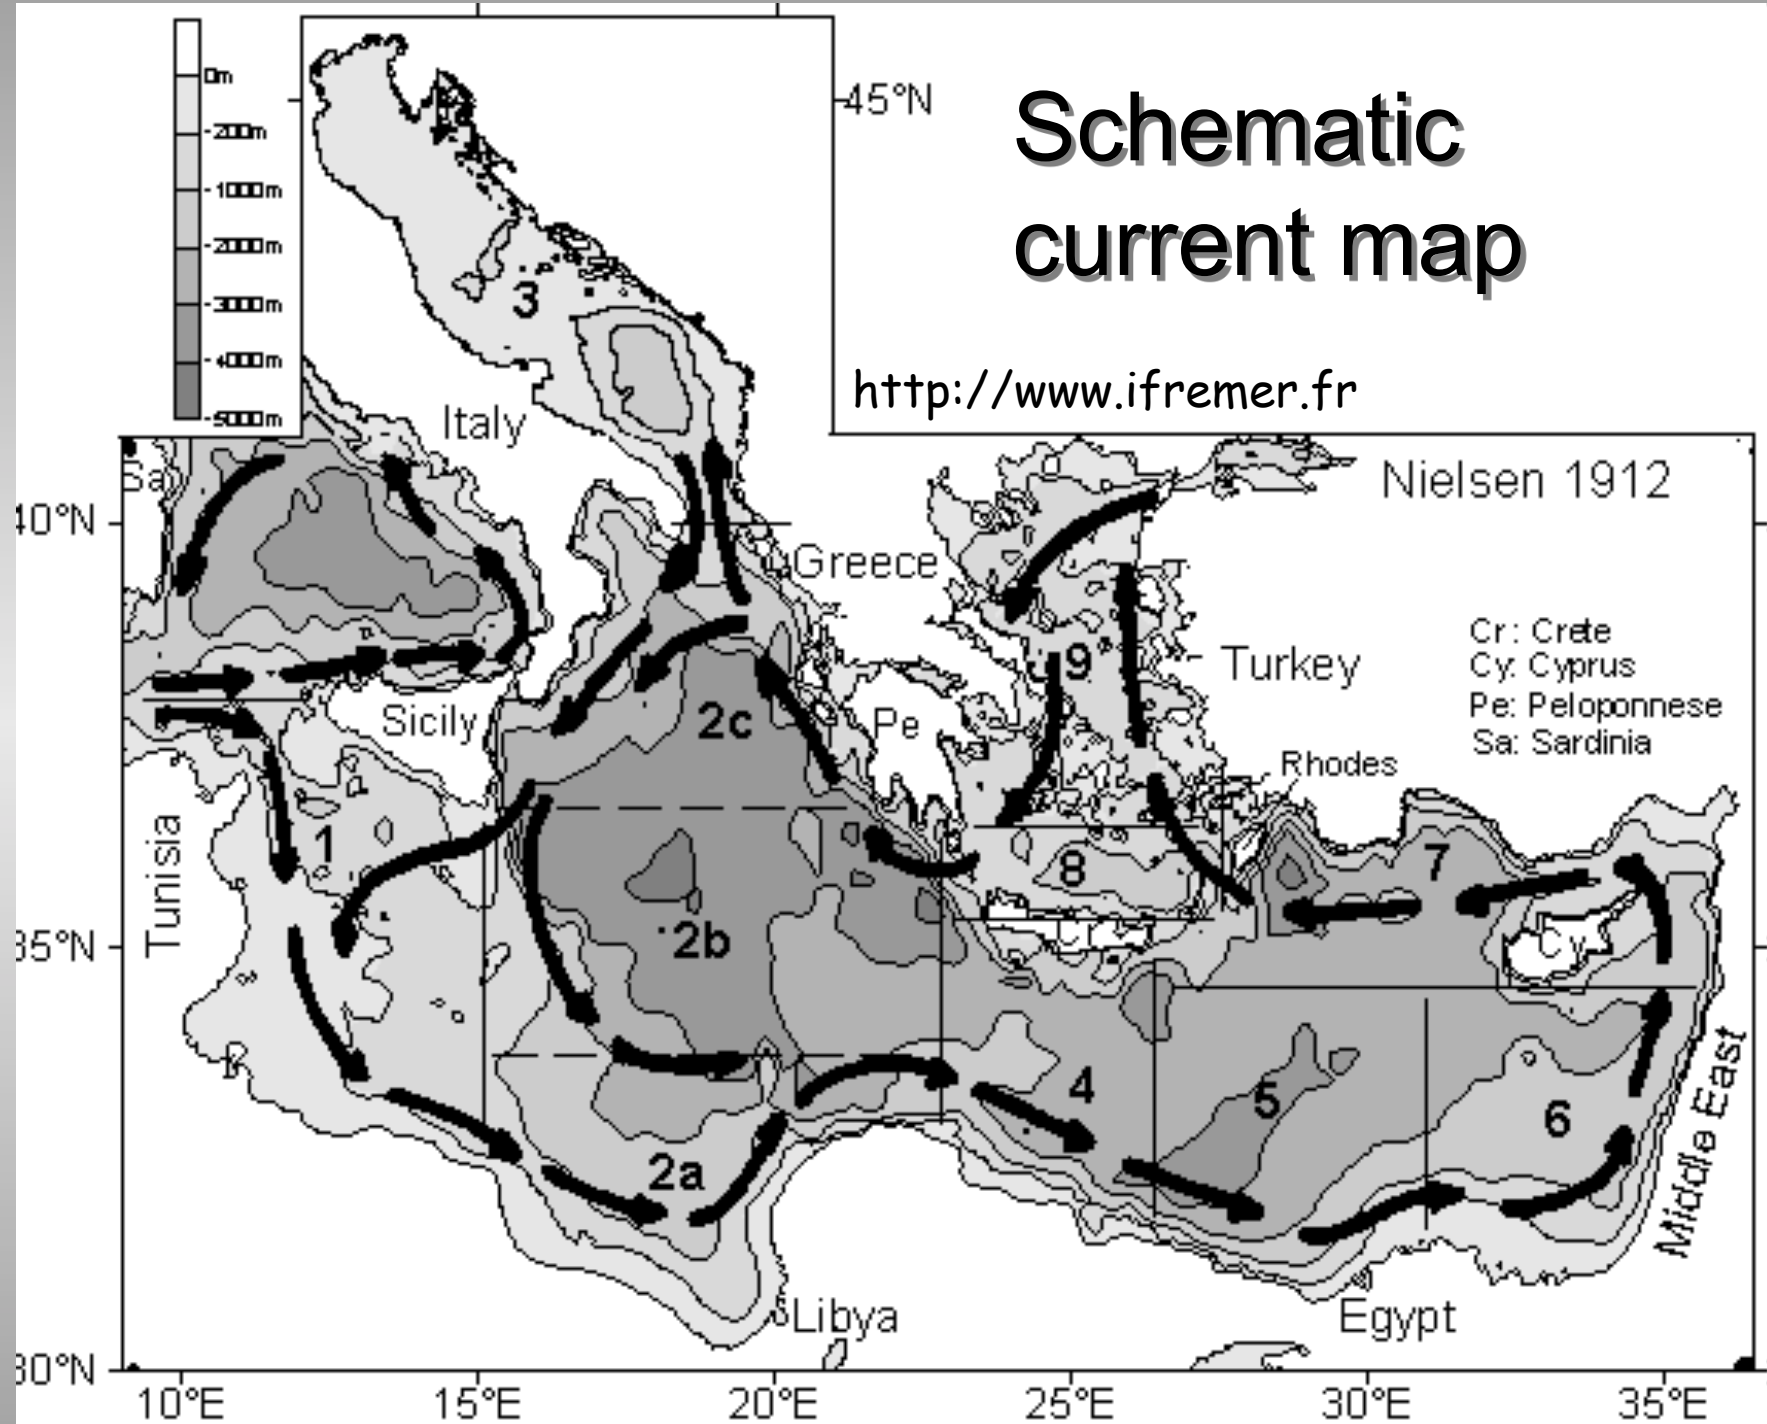 Schematic
current map
http://www.ifremer.fr
Nielsen 1912
0m
-200m
-1000m
-2000m
-3000m
-4000m
-5000m
45°N
40°N
35°N
30°N
10°E
15°E
20°E
25°E
30°E
35°E
Italy
Sa
Greece
Turkey
Sicily
Pe
Rhodes
Tunisia
Cr
Cy
Middle East
Libya
Egypt
Cr : Crete
Cy: Cyprus
Pe: Peloponnese
Sa: Sardinia
1
2a
2b
2c
3
4
5
6
7
8
9